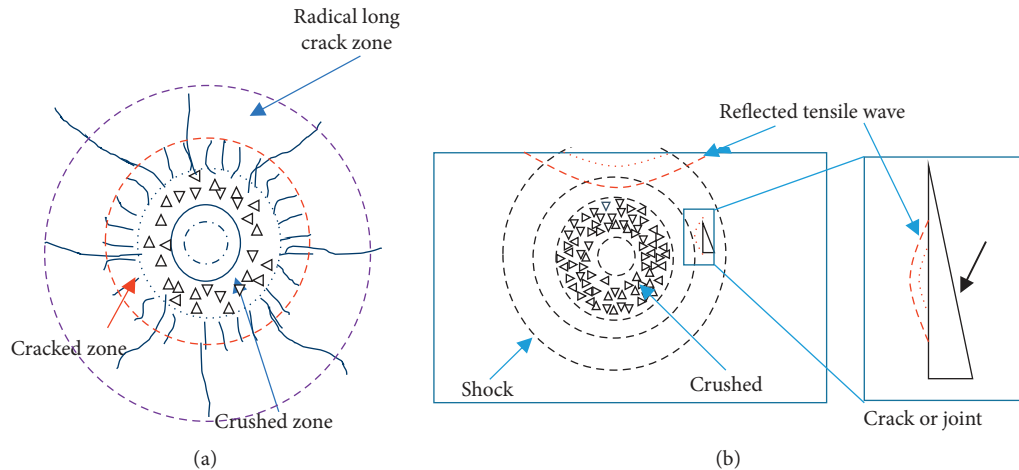 Radical long
crack zone
Cracked zone
Crushed zone
(a)
Reflected tensile wave
Shock
Crushed
Crack or joint
(b)